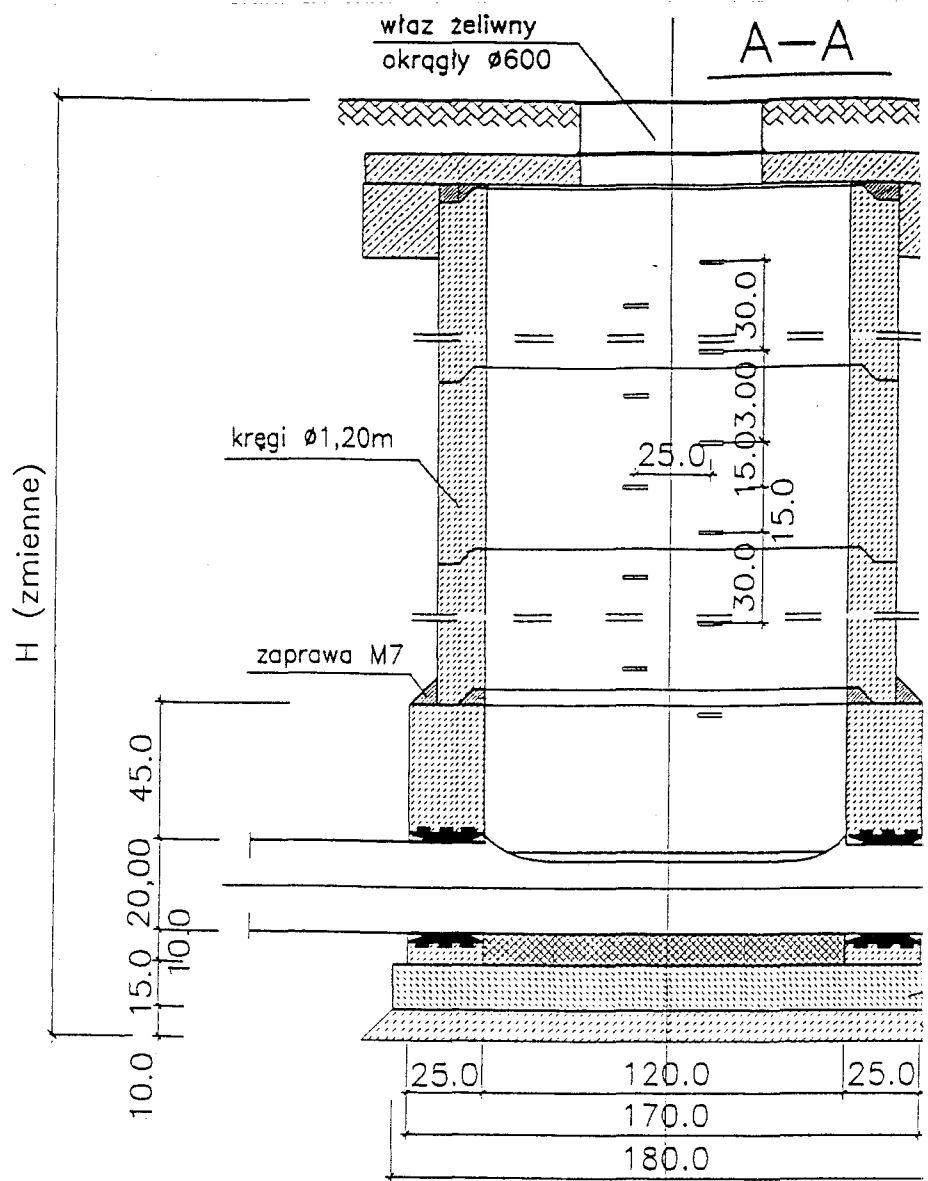 właz żeliwny
okrągły ø600
A-A
30.0
3.00
15.0
15.0
30.0
25.0
kręgi ø1,20m
H (zmienne)
zaprawa M7
45.0
20,00
10,0
15.0
10.0
25.0
120.0
25.0
170.0
180.0